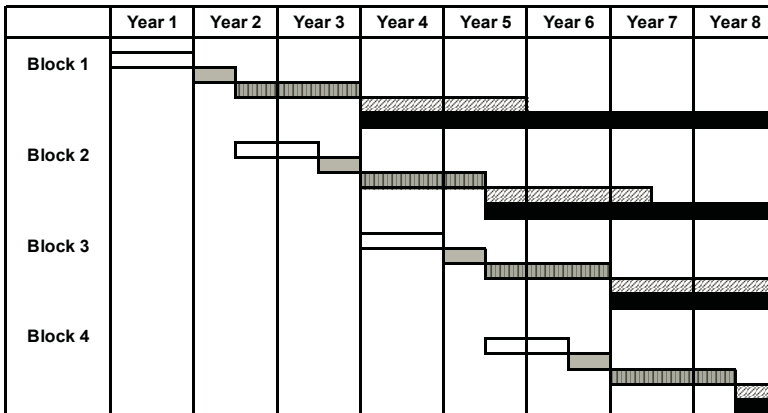 Year 1 Year 2 Year 3 Year 4 Year 5 Year 6 Year 7 Year 8
Block 1
Block 2
Block 3
Block 4